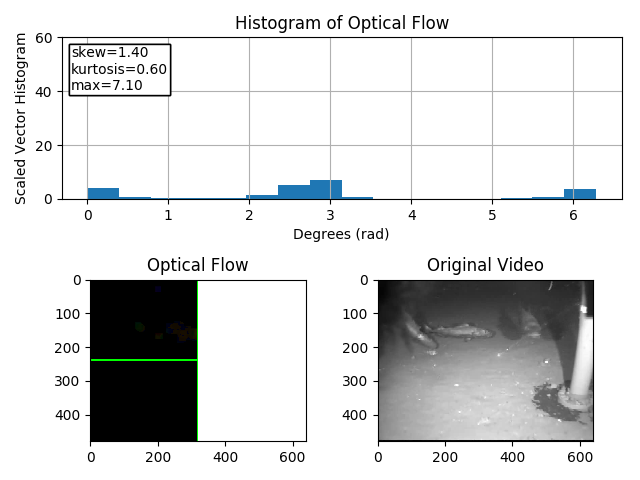 Histogram of Optical Flow
Scaled Vector Histogram
60
40
20
0
skew=1.40
kurtosis=0.60
max=7.10
0 1 2 3 4 5 6
Degrees (rad)
Optical Flow
0
100
200
300
400
0 200 400 600
Original Video
0
100
200
300
400
0 200 400 600